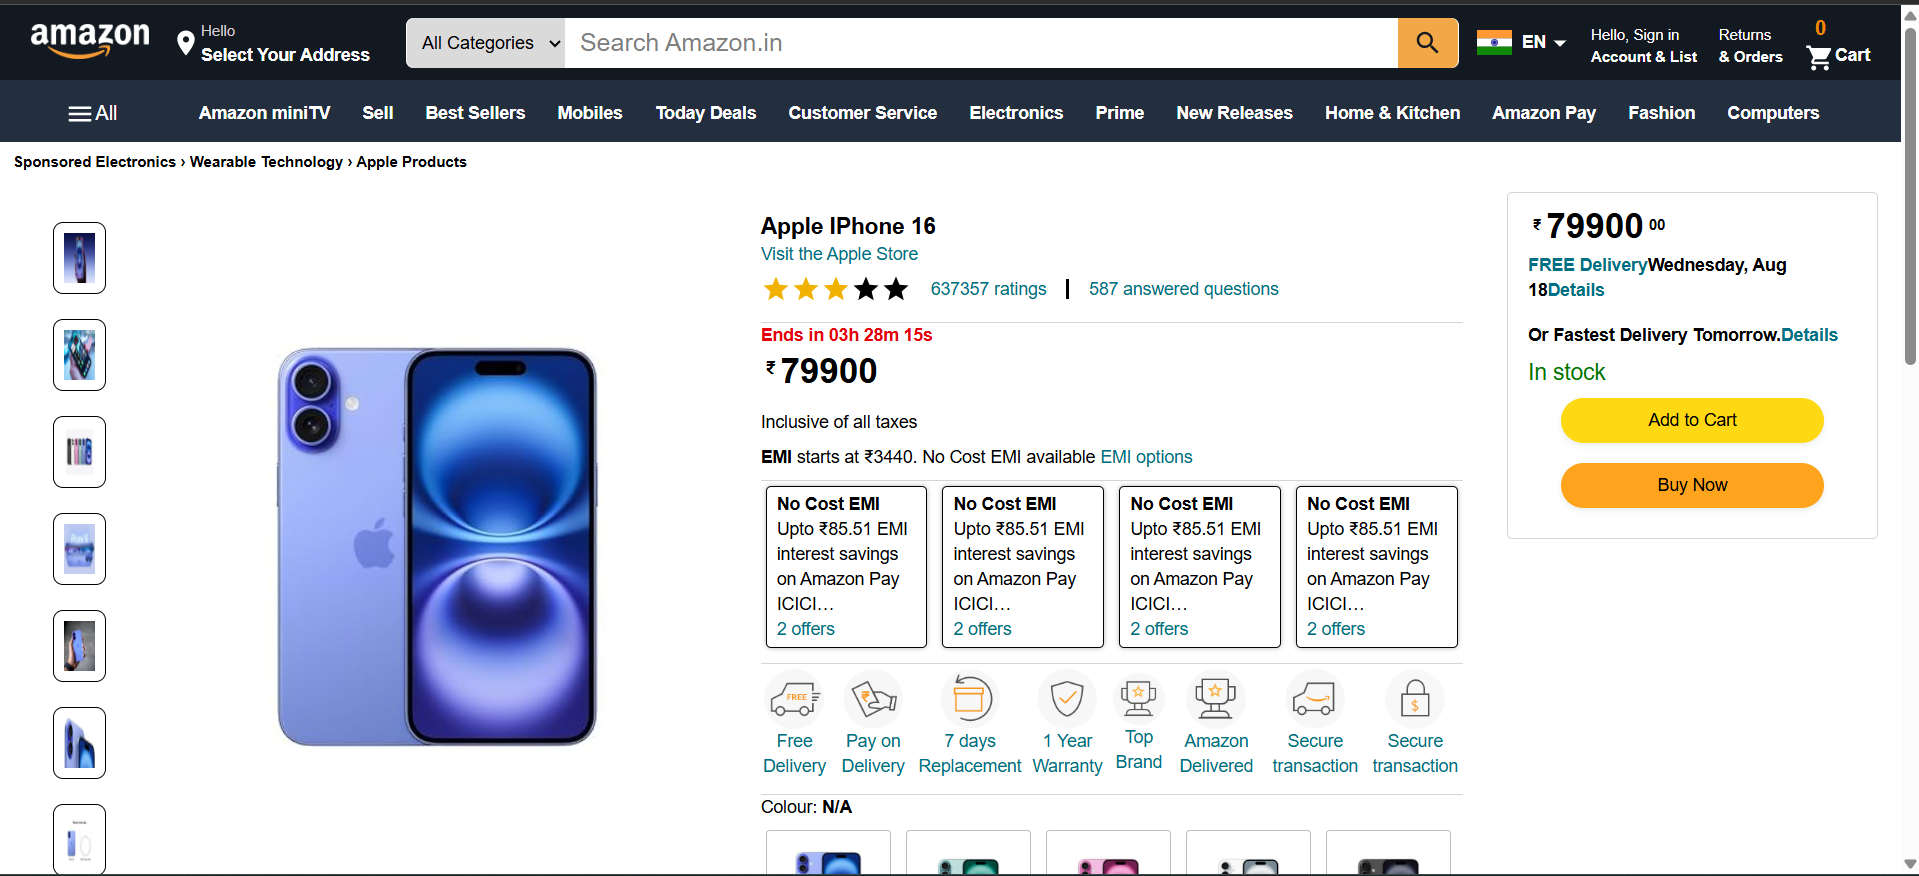 amazon
Hello
Select Your Address
All Categories
Search Amazon.in
EN
Hello, Sign in
Account & List
Returns
& Orders
0
Cart
All
Amazon miniTV
Sell
Best Sellers
Mobiles
Today Deals
Customer Service
Electronics
Prime
New Releases
Home & Kitchen
Amazon Pay
Fashion
Computers
Sponsored Electronics › Wearable Technology › Apple Products
Apple IPhone 16
Visit the Apple Store
637357 ratings
587 answered questions
Ends in 03h 28m 15s
₹ 79900
Inclusive of all taxes
EMI starts at ₹3440. No Cost EMI available EMI options
No Cost EMI
Upto ₹85.51 EMI
interest savings
on Amazon Pay
ICICI…
2 offers
No Cost EMI
Upto ₹85.51 EMI
interest savings
on Amazon Pay
ICICI…
2 offers
No Cost EMI
Upto ₹85.51 EMI
interest savings
on Amazon Pay
ICICI…
2 offers
No Cost EMI
Upto ₹85.51 EMI
interest savings
on Amazon Pay
ICICI…
2 offers
FREE
Free
Delivery
₹
Pay on
Delivery
7 days
Replacement
1 Year
Warranty
Top
Brand
Amazon
Delivered
Secure
transaction
$
Secure
transaction
Colour: N/A
₹ 79900 00
FREE DeliveryWednesday, Aug
18Details
Or Fastest Delivery Tomorrow.Details
In stock
Add to Cart
Buy Now